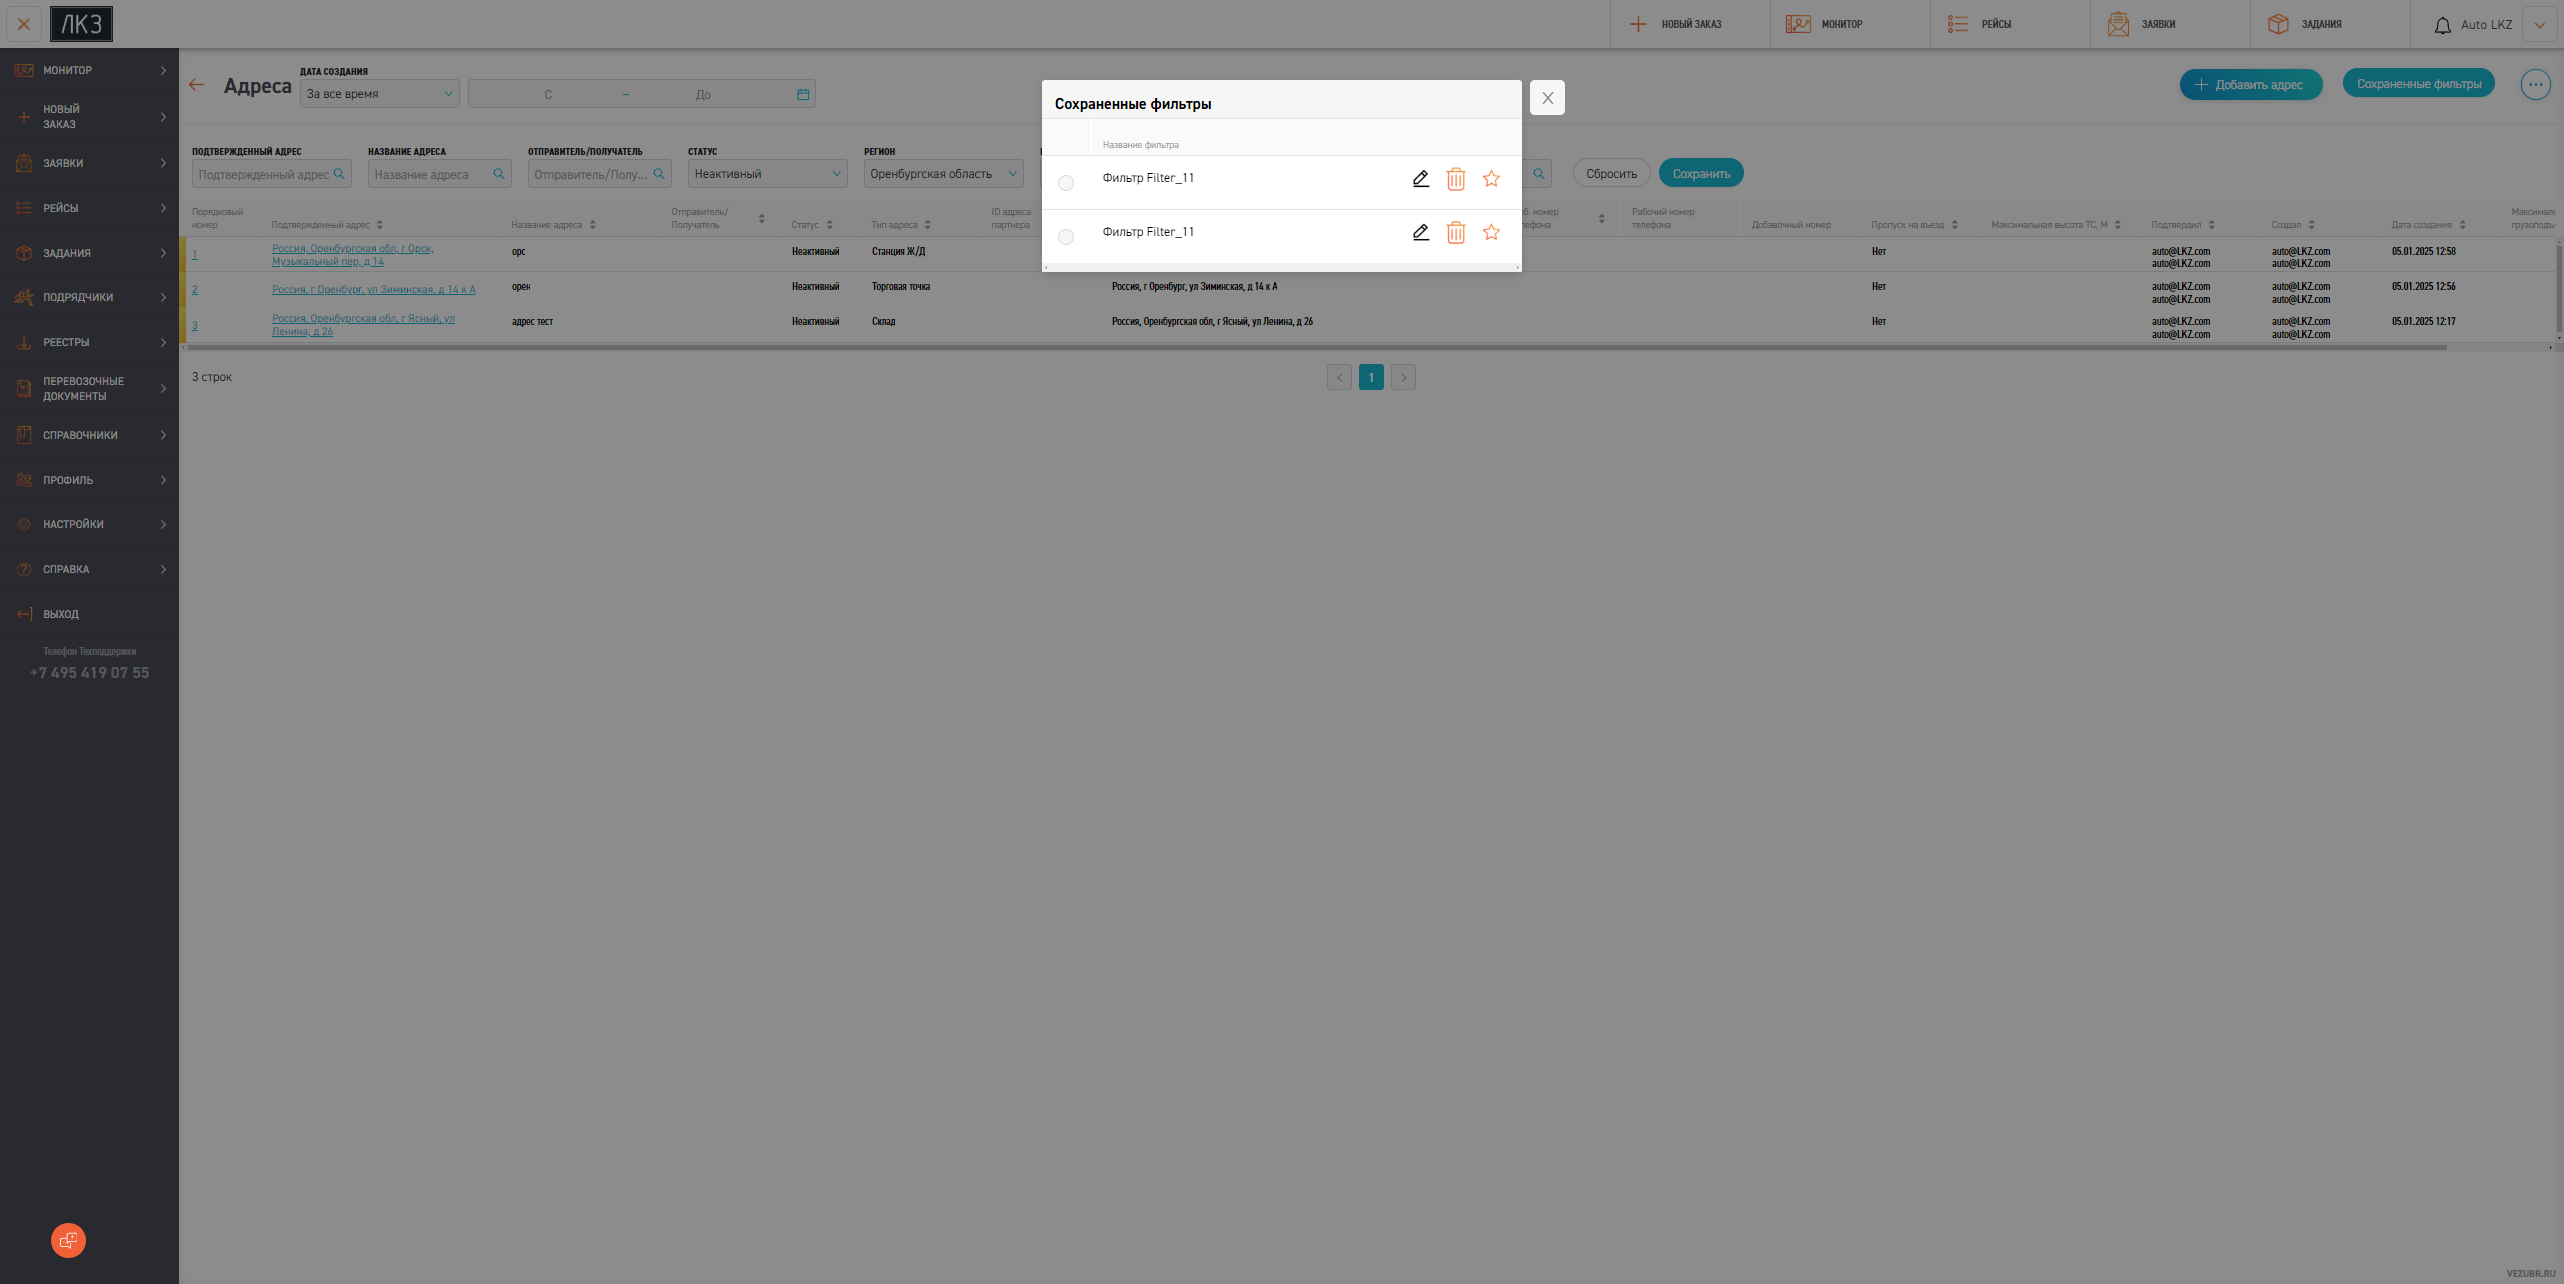 ЛКЗ
НОВЫЙ ЗАКАЗ
МОНИТОР
РЕЙСЫ
ЗАЯВКИ
ЗАДАНИЯ
Auto LKZ
МОНИТОР
НОВЫЙ
ЗАКАЗ
ЗАЯВКИ
РЕЙСЫ
ЗАДАНИЯ
ПОДРЯДЧИКИ
РЕЕСТРЫ
ПЕРЕВОЗОЧНЫЕ
ДОКУМЕНТЫ
СПРАВОЧНИКИ
ПРОФИЛЬ
НАСТРОЙКИ
СПРАВКА
ВЫХОД
Телефон Техподдержки
+7 495 419 07 55
Адреса
ДАТА СОЗДАНИЯ
За все время
С
~
До
Добавить адрес
Сохраненные фильтры
ПОДТВЕРЖДЕННЫЙ АДРЕС
НАЗВАНИЕ АДРЕСА
ОТПРАВИТЕЛЬ/ПОЛУЧАТЕЛЬ
СТАТУС
РЕГИОН
Подтвержденный адрес
Название адреса
Отправитель/Полу...
Неактивный
Оренбургская область
Сбросить
Сохранить
Сохраненные фильтры
X
Название фильтра
Фильтр Filter_11
Фильтр Filter_11
Порядковый
номер
Подтвержденный адрес
Название адреса
Отправитель/
Получатель
Статус
Тип адреса
ID адреса
партнера
б. номер
Рабочий номер
телефона
Добавочный номер
Пропуск на въезд
Максимальная высота ТС, М
Подтвердил
Создал
Дата создания
1
Россия, Оренбургская обл, г Орск,
Музыкальный пер, д 14
орс
Неактивный
Станция Ж/Д
Нет
auto@LKZ.com
auto@LKZ.com
auto@LKZ.com
auto@LKZ.com
05.01.2025 12:58
2
Россия, г Оренбург, ул Зиминская, д 14 к А
орен
Неактивный
Торговая точка
Россия, г Оренбург, ул Зиминская, д 14 к А
Нет
auto@LKZ.com
auto@LKZ.com
auto@LKZ.com
auto@LKZ.com
05.01.2025 12:56
3
Россия, Оренбургская обл, г Ясный, ул
Ленина, д 26
адрес тест
Неактивный
Склад
Россия, Оренбургская обл, г Ясный, ул Ленина, д 26
Нет
auto@LKZ.com
auto@LKZ.com
auto@LKZ.com
auto@LKZ.com
05.01.2025 12:17
3 строк
<
1
>
VEZUBR.RU